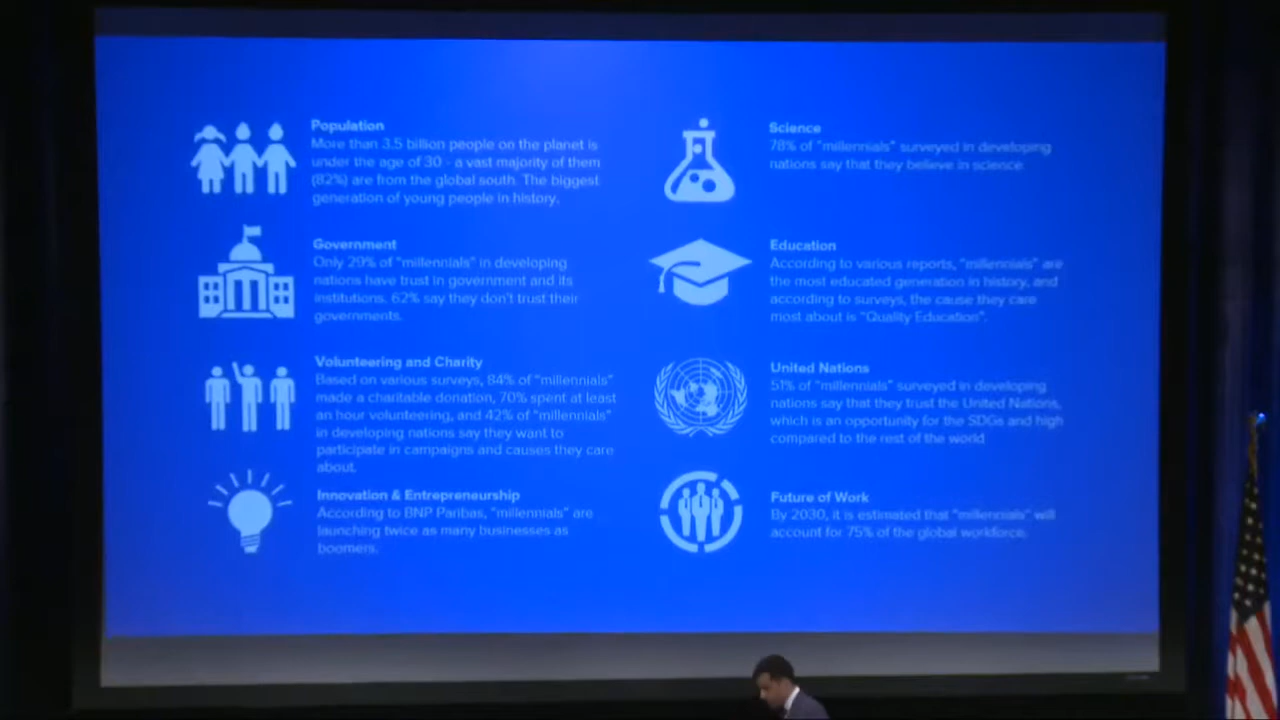 Population
More than 3.5 billion people on the planet is
under the age of 30 - a vast majority of them
(82%) are from the global south. The biggest
generation of young people in history.
Government
Only 29% of "millennials" in developing
nations have trust in government and its
institutions. 62% say they don't trust their
governments.
Volunteering and Charity
Based on various surveys, 84% of "millennials"
made a charitable donation, 70% spent at least
an hour volunteering, and 42% of "millennials"
in developing nations say they want to
participate in campaigns and causes they care
about.
Innovation & Entrepreneurship
According to BNP Paribas, "millennials" are
launching twice as many businesses as
boomers.
Science
78% of "millennials" surveyed in developing
nations say that they believe in science
Education
According to various reports, "millennials" are
the most educated generation in history, and
according to surveys, the cause they care
most about is "Quality Education".
United Nations
51% of "millennials" surveyed in developing
nations say that they trust the United Nations,
which is an opportunity for the SDGs and high
compared to the rest of the world
Future of Work
By 2030, it is estimated that "millennials" will
account for 75% of the global workforce.